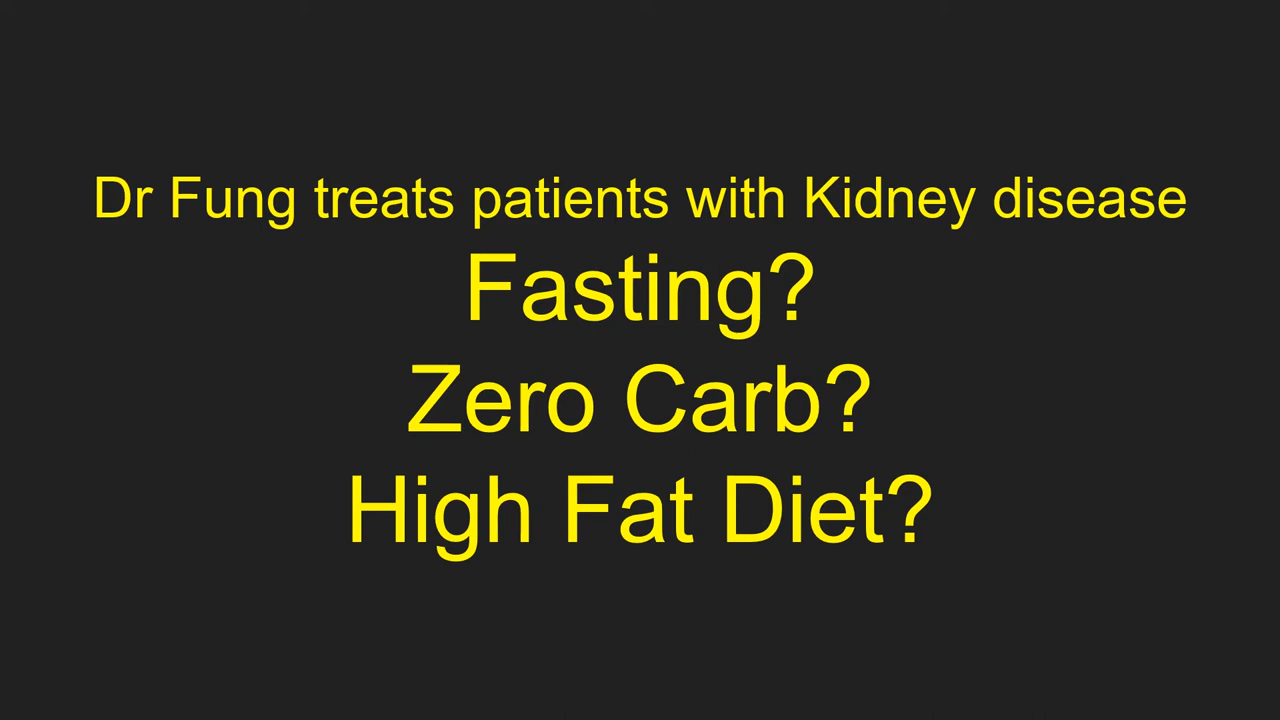 Dr Fung treats patients with Kidney disease
Fasting?
Zero Carb?
High Fat Diet?